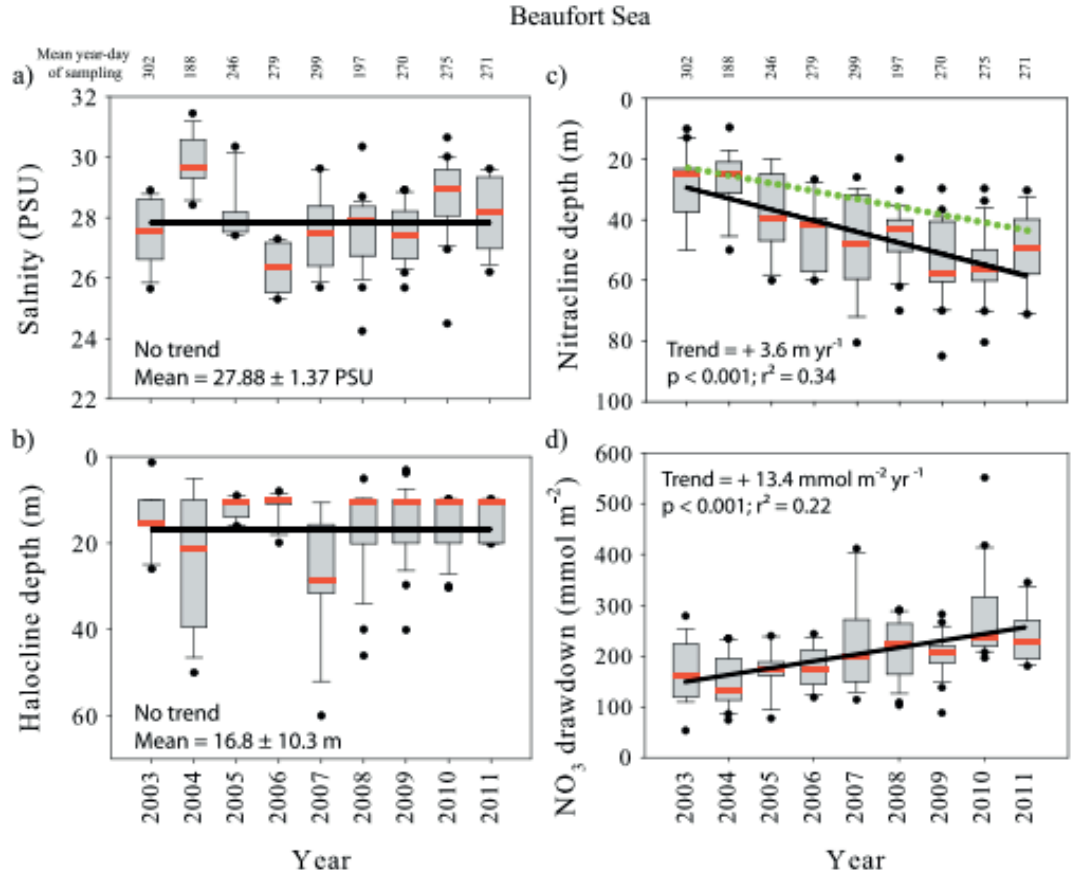 Beaufort Sea
Mean year-day
of sampling
302 188 246 279 299 197 270 275 271
a)
Salnity (PSU)
32
30
28
26
24
22
No trend
Mean = 27.88 ± 1.37 PSU
b)
Halocline depth (m)
0
20
40
60
No trend
Mean = 16.8 ± 10.3 m
2003 2004 2005 2006 2007 2008 2009 2010 2011
Year
302 188 246 279 299 197 270 275 271
c)
Nitracline depth (m)
0
20
40
60
80
100
Trend = + 3.6 m yr⁻¹
p < 0.001; r² = 0.34
d)
NO₃ drawdown (mmol m⁻²)
600
500
400
300
200
100
0
Trend = + 13.4 mmol m⁻² yr⁻¹
p < 0.001; r² = 0.22
2003 2004 2005 2006 2007 2008 2009 2010 2011
Year